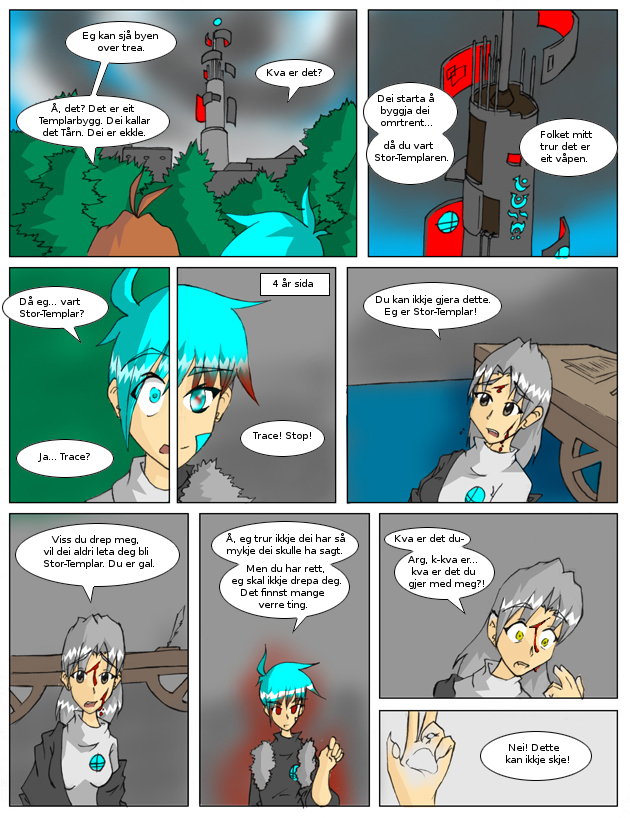 Eg kan sjå byen
over trea.
Kva er det?
Å, det? Det er eit
Templarbygg. Dei kallar
det Tårn. Dei er ekkle.
Dei starta å
byggja dei
omrtrent...
då du vart
Stor-Templaren.
Folket mitt
trur det er
eit våpen.
Då eg... vart
Stor-Templar?
Ja... Trace?
4 år sida
Trace! Stop!
Du kan ikkje gjera dette.
Eg er Stor-Templar!
Viss du drep meg,
vil dei aldri leta deg bli
Stor-Templar. Du er gal.
Å, eg trur ikkje dei har så
mykje dei skulle ha sagt.
Men du har rett,
eg skal ikkje drepa deg.
Det finnst mange
verre ting.
Kva er det du-
Arg, k-kva er...
kva er det du
gjer med meg?!
Nei! Dette
kan ikkje skje!